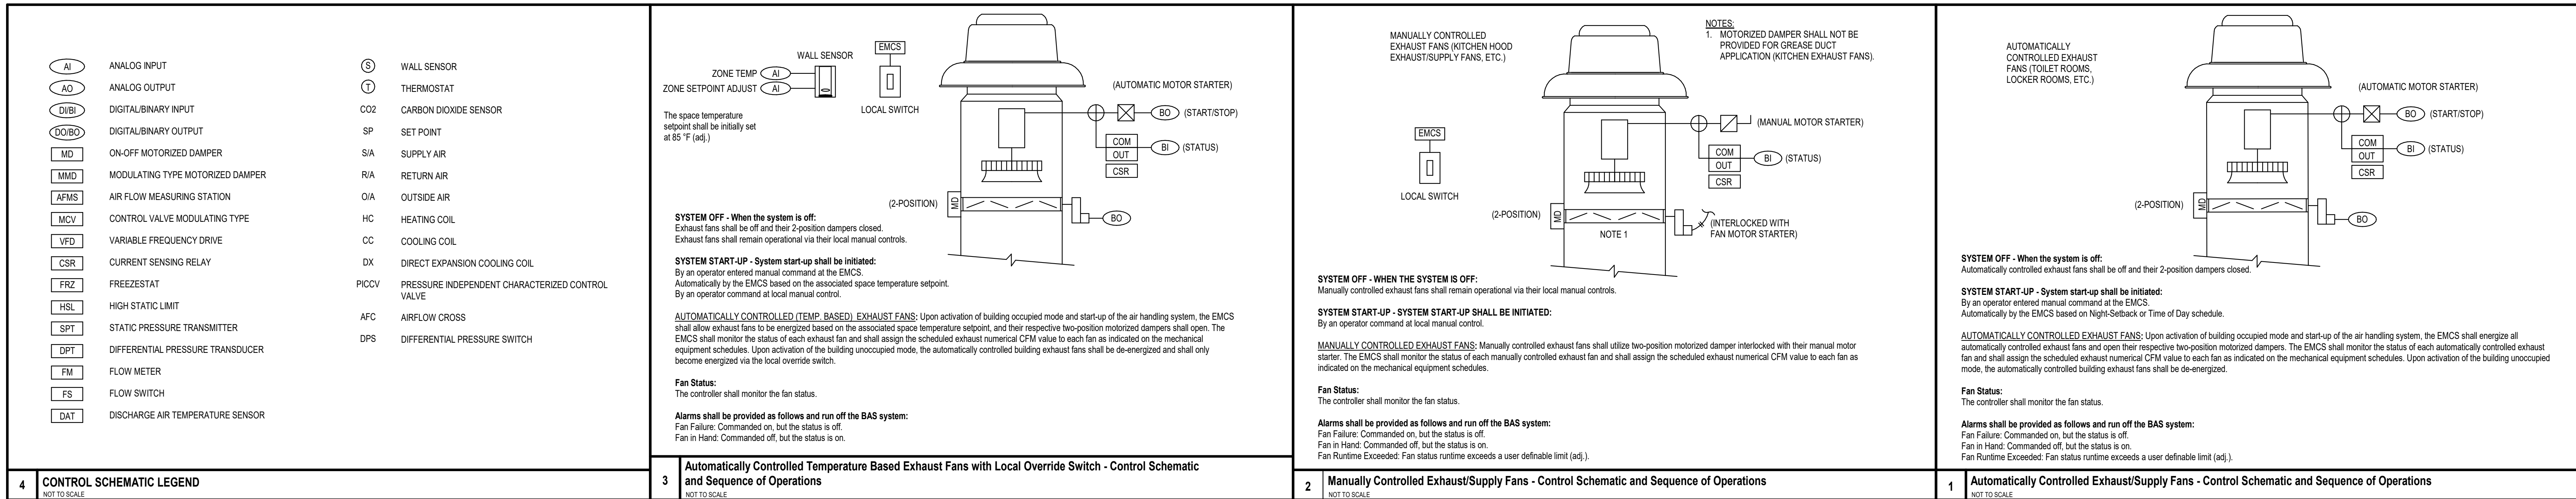 AI ANALOG INPUT
AO ANALOG OUTPUT
DI/BI DIGITAL/BINARY INPUT
DO/BO DIGITAL/BINARY OUTPUT
MD ON-OFF MOTORIZED DAMPER
MMD MODULATING TYPE MOTORIZED DAMPER
AFMS AIR FLOW MEASURING STATION
MCV CONTROL VALVE MODULATING TYPE
VFD VARIABLE FREQUENCY DRIVE
CSR CURRENT SENSING RELAY
FRZ FREEZESTAT
HSL HIGH STATIC LIMIT
SPT STATIC PRESSURE TRANSMITTER
DPT DIFFERENTIAL PRESSURE TRANSDUCER
FM FLOW METER
FS FLOW SWITCH
DAT DISCHARGE AIR TEMPERATURE SENSOR
S WALL SENSOR
T THERMOSTAT
CO2 CARBON DIOXIDE SENSOR
SP SET POINT
S/A SUPPLY AIR
R/A RETURN AIR
O/A OUTSIDE AIR
HC HEATING COIL
CC COOLING COIL
DX DIRECT EXPANSION COOLING COIL
PICCV PRESSURE INDEPENDENT CHARACTERIZED CONTROL
VALVE
AFC AIRFLOW CROSS
DPS DIFFERENTIAL PRESSURE SWITCH
4 CONTROL SCHEMATIC LEGEND
NOT TO SCALE
WALL SENSOR
ZONE TEMP AI
ZONE SETPOINT ADJUST AI
EMCS
LOCAL SWITCH
The space temperature
setpoint shall be initially set
at 85 °F (adj.)
(AUTOMATIC MOTOR STARTER)
BO (START/STOP)
COM
OUT
BI (STATUS)
CSR
(2-POSITION) MD
BO
SYSTEM OFF - When the system is off:
Exhaust fans shall be off and their 2-position dampers closed.
Exhaust fans shall remain operational via their local manual controls.
SYSTEM START-UP - System start-up shall be initiated:
By an operator entered manual command at the EMCS.
Automatically by the EMCS based on the associated space temperature setpoint.
By an operator command at local manual control.
AUTOMATICALLY CONTROLLED (TEMP. BASED) EXHAUST FANS: Upon activation of building occupied mode and start-up of the air handling system, the EMCS
shall allow exhaust fans to be energized based on the associated space temperature setpoint, and their respective two-position motorized dampers shall open. The
EMCS shall monitor the status of each exhaust fan and shall assign the scheduled exhaust numerical CFM value to each fan as indicated on the mechanical
equipment schedules. Upon activation of the building unoccupied mode, the automatically controlled building exhaust fans shall be de-energized and shall only
become energized via the local override switch.
Fan Status:
The controller shall monitor the fan status.
Alarms shall be provided as follows and run off the BAS system:
Fan Failure: Commanded on, but the status is off.
Fan in Hand: Commanded off, but the status is on.
3 Automatically Controlled Temperature Based Exhaust Fans with Local Override Switch - Control Schematic
and Sequence of Operations
NOT TO SCALE
MANUALLY CONTROLLED
EXHAUST FANS (KITCHEN HOOD
EXHAUST/SUPPLY FANS, ETC.)
NOTES:
1. MOTORIZED DAMPER SHALL NOT BE
PROVIDED FOR GREASE DUCT
APPLICATION (KITCHEN EXHAUST FANS).
EMCS
LOCAL SWITCH
(MANUAL MOTOR STARTER)
COM
OUT
BI (STATUS)
CSR
(2-POSITION) MD
(INTERLOCKED WITH
FAN MOTOR STARTER)
NOTE 1
SYSTEM OFF - WHEN THE SYSTEM IS OFF:
Manually controlled exhaust fans shall remain operational via their local manual controls.
SYSTEM START-UP - SYSTEM START-UP SHALL BE INITIATED:
By an operator command at local manual control.
MANUALLY CONTROLLED EXHAUST FANS: Manually controlled exhaust fans shall utilize two-position motorized damper interlocked with their manual motor
starter. The EMCS shall monitor the status of each manually controlled exhaust fan and shall assign the scheduled exhaust numerical CFM value to each fan as
indicated on the mechanical equipment schedules.
Fan Status:
The controller shall monitor the fan status.
Alarms shall be provided as follows and run off the BAS system:
Fan Failure: Commanded on, but the status is off.
Fan in Hand: Commanded off, but the status is on.
Fan Runtime Exceeded: Fan status runtime exceeds a user definable limit (adj.).
2 Manually Controlled Exhaust/Supply Fans - Control Schematic and Sequence of Operations
NOT TO SCALE
AUTOMATICALLY
CONTROLLED EXHAUST
FANS (TOILET ROOMS,
LOCKER ROOMS, ETC.)
(AUTOMATIC MOTOR STARTER)
BO (START/STOP)
COM
OUT
BI (STATUS)
CSR
(2-POSITION) MD
BO
SYSTEM OFF - When the system is off:
Automatically controlled exhaust fans shall be off and their 2-position dampers closed.
SYSTEM START-UP - System start-up shall be initiated:
By an operator entered manual command at the EMCS.
Automatically by the EMCS based on Night-Setback or Time of Day schedule.
AUTOMATICALLY CONTROLLED EXHAUST FANS: Upon activation of building occupied mode and start-up of the air handling system, the EMCS shall energize all
automatically controlled exhaust fans and open their respective two-position motorized dampers. The EMCS shall monitor the status of each automatically controlled exhaust
fan and shall assign the scheduled exhaust numerical CFM value to each fan as indicated on the mechanical equipment schedules. Upon activation of the building unoccupied
mode, the automatically controlled building exhaust fans shall be de-energized.
Fan Status:
The controller shall monitor the fan status.
Alarms shall be provided as follows and run off the BAS system:
Fan Failure: Commanded on, but the status is off.
Fan in Hand: Commanded off, but the status is on.
Fan Runtime Exceeded: Fan status runtime exceeds a user definable limit (adj.).
1 Automatically Controlled Exhaust/Supply Fans - Control Schematic and Sequence of Operations
NOT TO SCALE